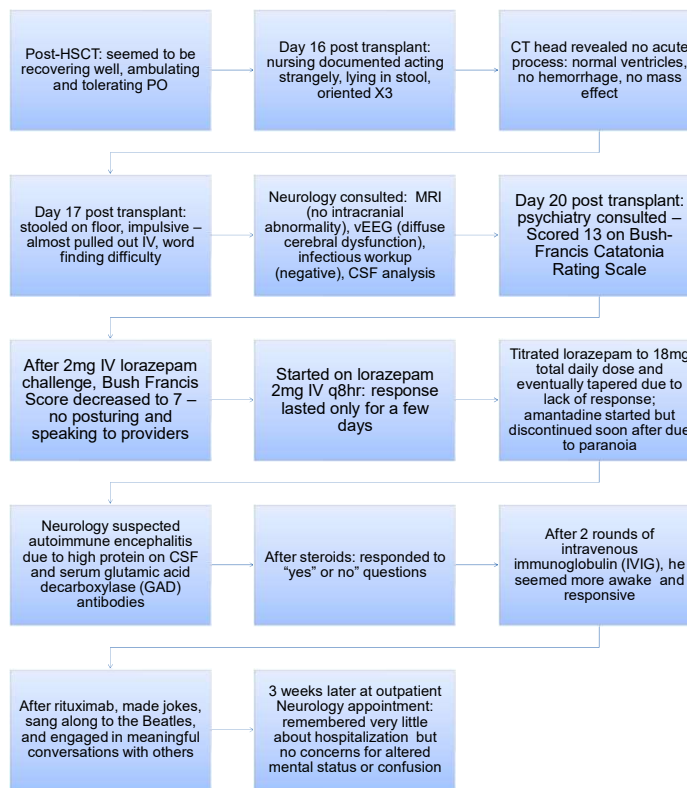 Post-HSCT: seemed to be
recovering well, ambulating
and tolerating PO
Day 16 post transplant:
nursing documented acting
strangely, lying in stool,
oriented X3
CT head revealed no acute
process: normal ventricles,
no hemorrhage, no mass
effect
Day 17 post transplant:
stooled on floor, impulsive –
almost pulled out IV, word
finding difficulty
Neurology consulted: MRI
(no intracranial
abnormality), vEEG (diffuse
cerebral dysfunction),
infectious workup
(negative), CSF analysis
Day 20 post transplant:
psychiatry consulted –
Scored 13 on Bush-
Francis Catatonia
Rating Scale
After 2mg IV lorazepam
challenge, Bush Francis
Score decreased to 7 –
no posturing and
speaking to providers
Started on lorazepam
2mg IV q8hr: response
lasted only for a few
days
Titrated lorazepam to 18mg
total daily dose and
eventually tapered due to
lack of response;
amantadine started but
discontinued soon after due
to paranoia
Neurology suspected
autoimmune encephalitis
due to high protein on CSF
and serum glutamic acid
decarboxylase (GAD)
antibodies
After steroids: responded to
“yes” or no” questions
After 2 rounds of
intravenous
immunoglobulin (IVIG), he
seemed more awake and
responsive
After rituximab, made jokes,
sang along to the Beatles,
and engaged in meaningful
conversations with others
3 weeks later at outpatient
Neurology appointment:
remembered very little
about hospitalization but
no concerns for altered
mental status or confusion